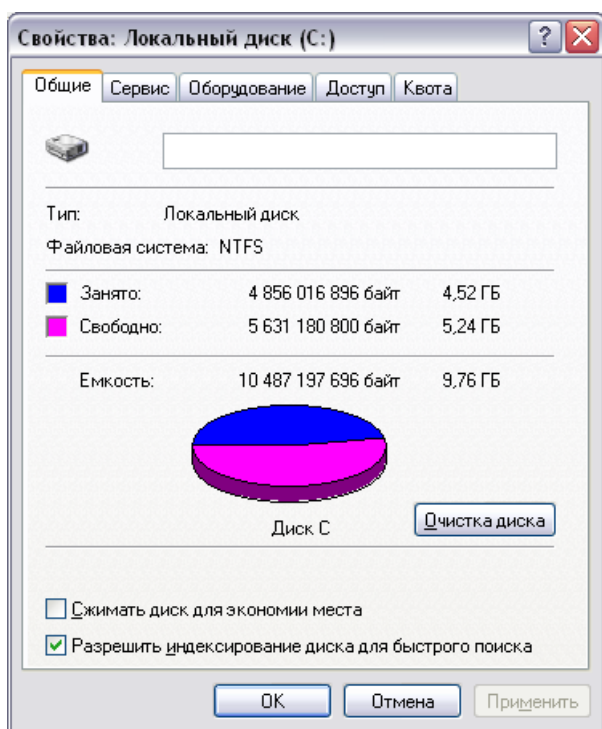 Свойства: Локальный диск (C:)
Общие Сервис Оборудование Доступ Квота
Тип: Локальный диск
Файловая система: NTFS
Занято: 4 856 016 896 байт 4,52 ГБ
Свободно: 5 631 180 800 байт 5,24 ГБ
Емкость: 10 487 197 696 байт 9,76 ГБ
Диск C
Очистка диска
Сжимать диск для экономии места
Разрешить индексирование диска для быстрого поиска
OK Отмена Применить